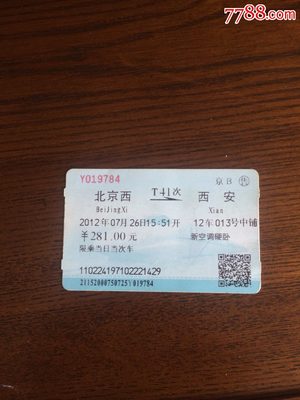 7788.com
Y019784
京B 售
北京西 T41次 西安
BeiJingXi Xian
2012年07月26日15:51开 12车013号中铺
¥281.00元 新空调硬卧
限乘当日当次车
110224197102221429
21152000750725Y019784